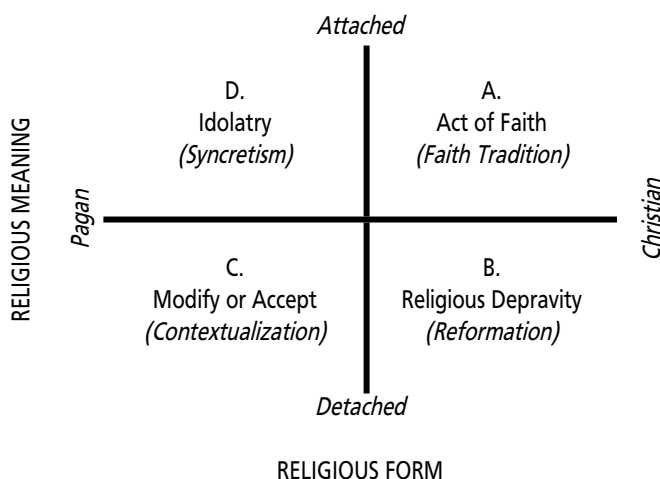 Attached
D.
Idolatry
(Syncretism)
A.
Act of Faith
(Faith Tradition)
RELIGIOUS MEANING
Pagan
Christian
C.
Modify or Accept
(Contextualization)
B.
Religious Depravity
(Reformation)
Detached
RELIGIOUS FORM